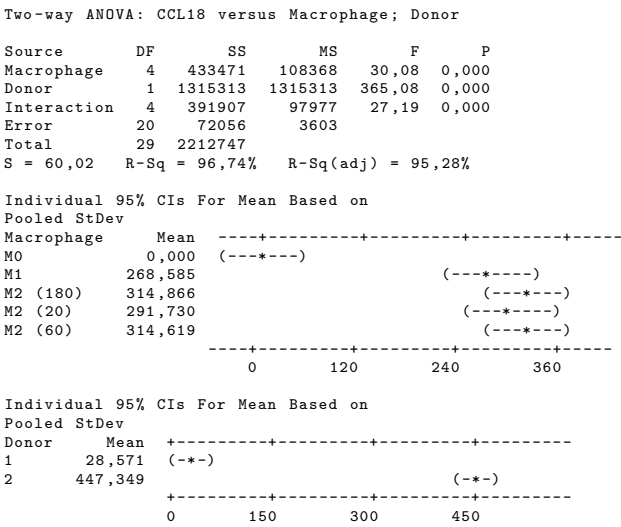 Two-way ANOVA: CCL18 versus Macrophage; Donor
Source DF SS MS F P
Macrophage 4 433471 108368 30,08 0,000
Donor 1 1315313 1315313 365,08 0,000
Interaction 4 391907 97977 27,19 0,000
Error 20 72056 3603
Total 29 2212747
S = 60,02 R-Sq = 96,74% R-Sq(adj) = 95,28%
Individual 95% CIs For Mean Based on
Pooled StDev
Macrophage Mean ----+---------+---------+---------+-----
M0 0,000 (---*---)
M1 268,585 (---*----)
M2 (180) 314,866 (---*---)
M2 (20) 291,730 (---*----)
M2 (60) 314,619 (---*---)
----+---------+---------+---------+-----
0 120 240 360
Individual 95% CIs For Mean Based on
Pooled StDev
Donor Mean +---------+---------+---------+---------
1 28,571 (-*-)
2 447,349 (-*-)
+---------+---------+---------+---------
0 150 300 450